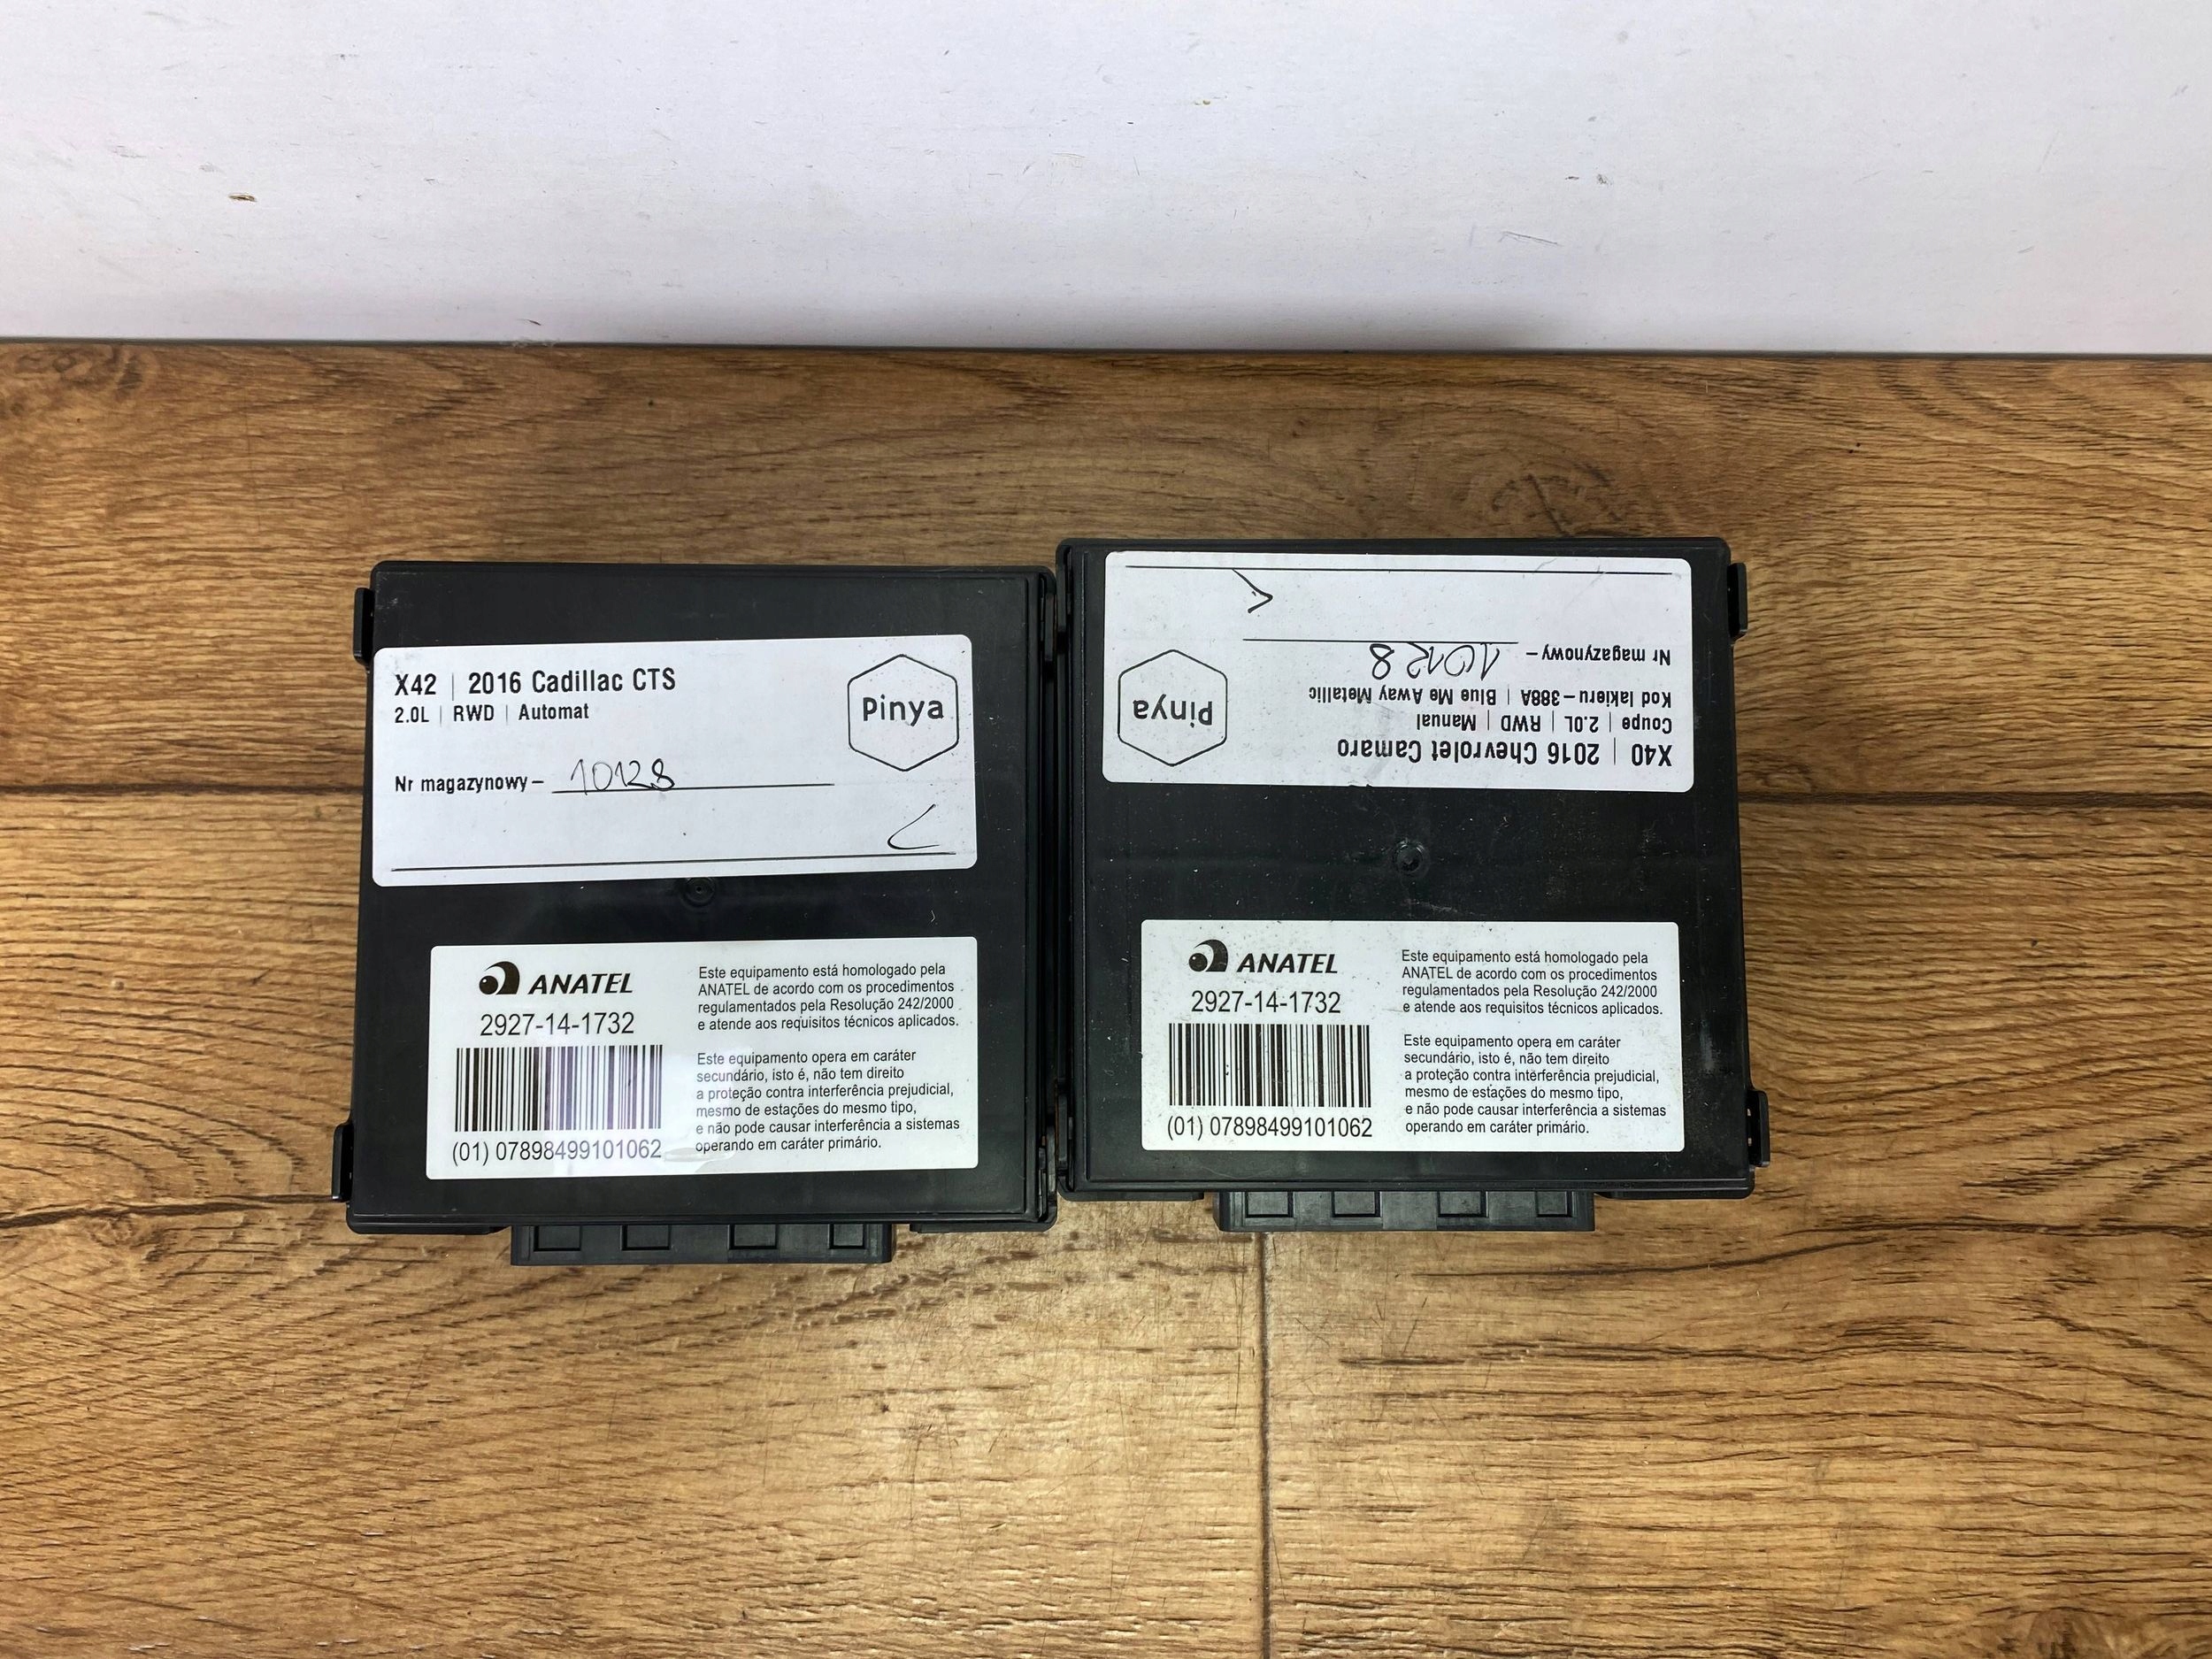 X42 | 2016 Cadillac CTS
2.0L | RWD | Automat
Nr magazynowy – 10128
Pinya
ANATEL
2927-14-1732
(01) 07898499101062
Este equipamento está homologado pela
ANATEL de acordo com os procedimentos
regulamentados pela Resolução 242/2000
e atende aos requisitos técnicos aplicados.
Este equipamento opera em caráter
secundário, isto é, não tem direito
a proteção contra interferência prejudicial,
mesmo de estações do mesmo tipo,
e não pode causar interferência a sistemas
operando em caráter primário.
X40 | 2016 Chevrolet Camaro
Coupe | 2.0L | RWD | Manual
Kod lakieru – 388A | Blue Me Away Metallic
Nr magazynowy – 10128
Pinya
ANATEL
2927-14-1732
(01) 07898499101062
Este equipamento está homologado pela
ANATEL de acordo com os procedimentos
regulamentados pela Resolução 242/2000
e atende aos requisitos técnicos aplicados.
Este equipamento opera em caráter
secundário, isto é, não tem direito
a proteção contra interferência prejudicial,
mesmo de estações do mesmo tipo,
e não pode causar interferência a sistemas
operando em caráter primário.